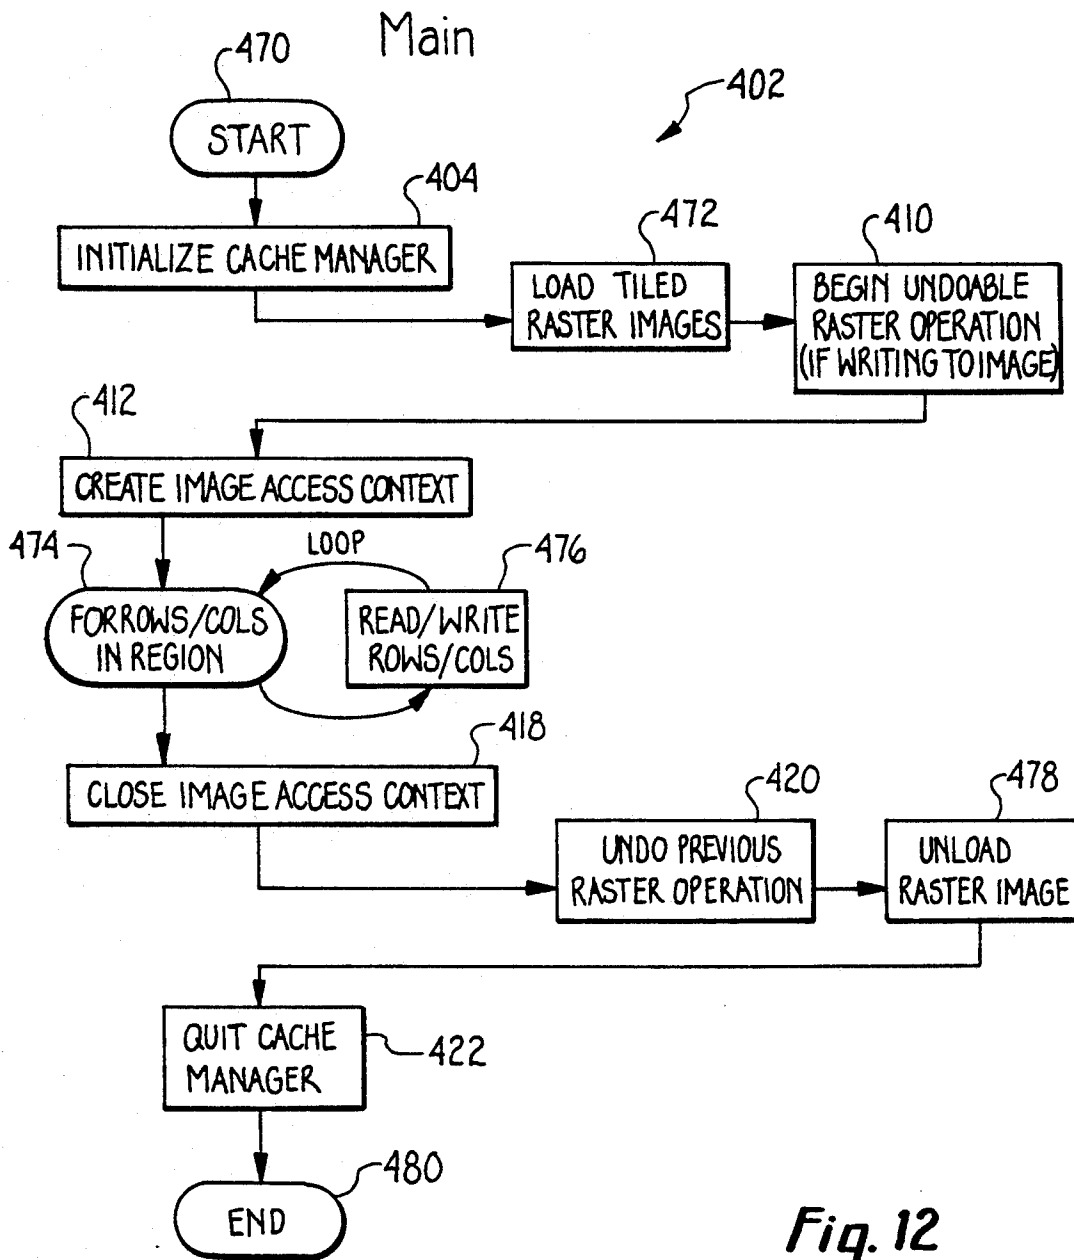 Main
470
402
START
404
INITIALIZE CACHE MANAGER
472
LOAD TILED
RASTER IMAGES
410
BEGIN UNDOABLE
RASTER OPERATION
(IF WRITING TO IMAGE)
412
CREATE IMAGE ACCESS CONTEXT
474
FORROWS/COLS
IN REGION
LOOP
476
READ/WRITE
ROWS/COLS
418
CLOSE IMAGE ACCESS CONTEXT
420
UNDO PREVIOUS
RASTER OPERATION
478
UNLOAD
RASTER IMAGE
QUIT CACHE
MANAGER
422
480
END
Fig. 12